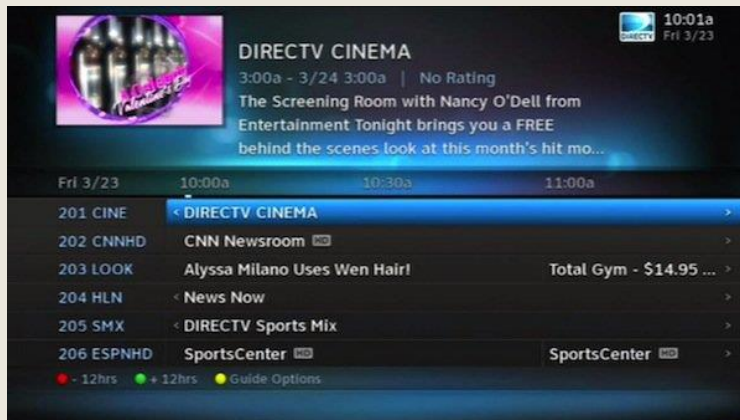 DIRECTV
10:01a
Fri 3/23
Valentine's Day
DIRECTV CINEMA
3:00a - 3/24 3:00a | No Rating
The Screening Room with Nancy O'Dell from
Entertainment Tonight brings you a FREE
behind the scenes look at this month's hit mo...
Fri 3/23 10:00a 10:30a 11:00a
201 CINE < DIRECTV CINEMA >
202 CNNHD CNN Newsroom HD >
203 LOOK Alyssa Milano Uses Wen Hair! Total Gym - $14.95 ... >
204 HLN < News Now >
205 SMX < DIRECTV Sports Mix >
206 ESPNHD SportsCenter HD SportsCenter HD >
- 12hrs + 12hrs Guide Options